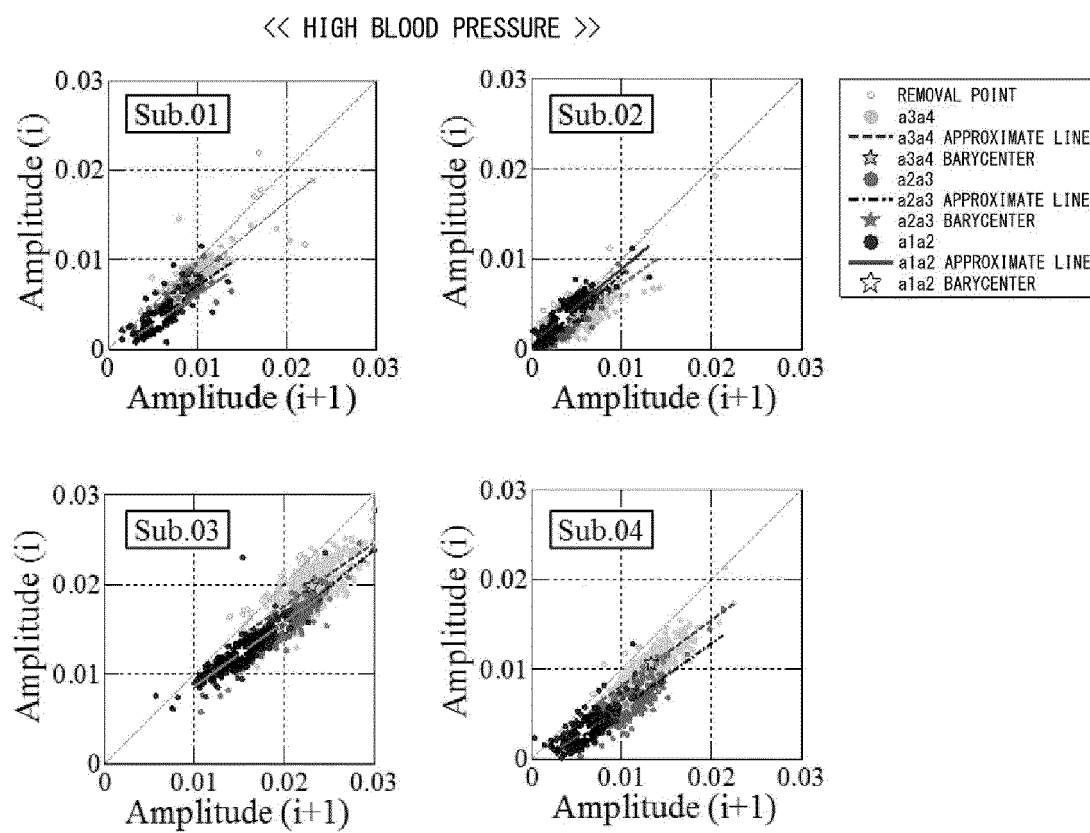 << HIGH BLOOD PRESSURE >>
0.03
0.02
0.01
0
Sub.01
Amplitude (i)
0 0.01 0.02 0.03
Amplitude (i+1)
0.03
0.02
0.01
0
Sub.02
Amplitude (i)
0 0.01 0.02 0.03
Amplitude (i+1)
REMOVAL POINT
a3a4
a3a4 APPROXIMATE LINE
a3a4 BARYCENTER
a2a3
a2a3 APPROXIMATE LINE
a2a3 BARYCENTER
a1a2
a1a2 APPROXIMATE LINE
a1a2 BARYCENTER
0.03
0.02
0.01
0
Sub.03
Amplitude (i)
0 0.01 0.02 0.03
Amplitude (i+1)
0.03
0.02
0.01
0
Sub.04
Amplitude (i)
0 0.01 0.02 0.03
Amplitude (i+1)